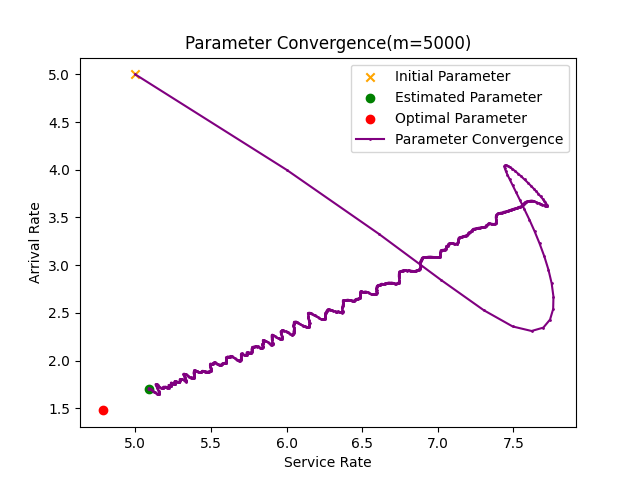 Parameter Convergence(m=5000)
Initial Parameter
Estimated Parameter
Optimal Parameter
Parameter Convergence
Arrival Rate
5.0
4.5
4.0
3.5
3.0
2.5
2.0
1.5
5.0 5.5 6.0 6.5 7.0 7.5
Service Rate